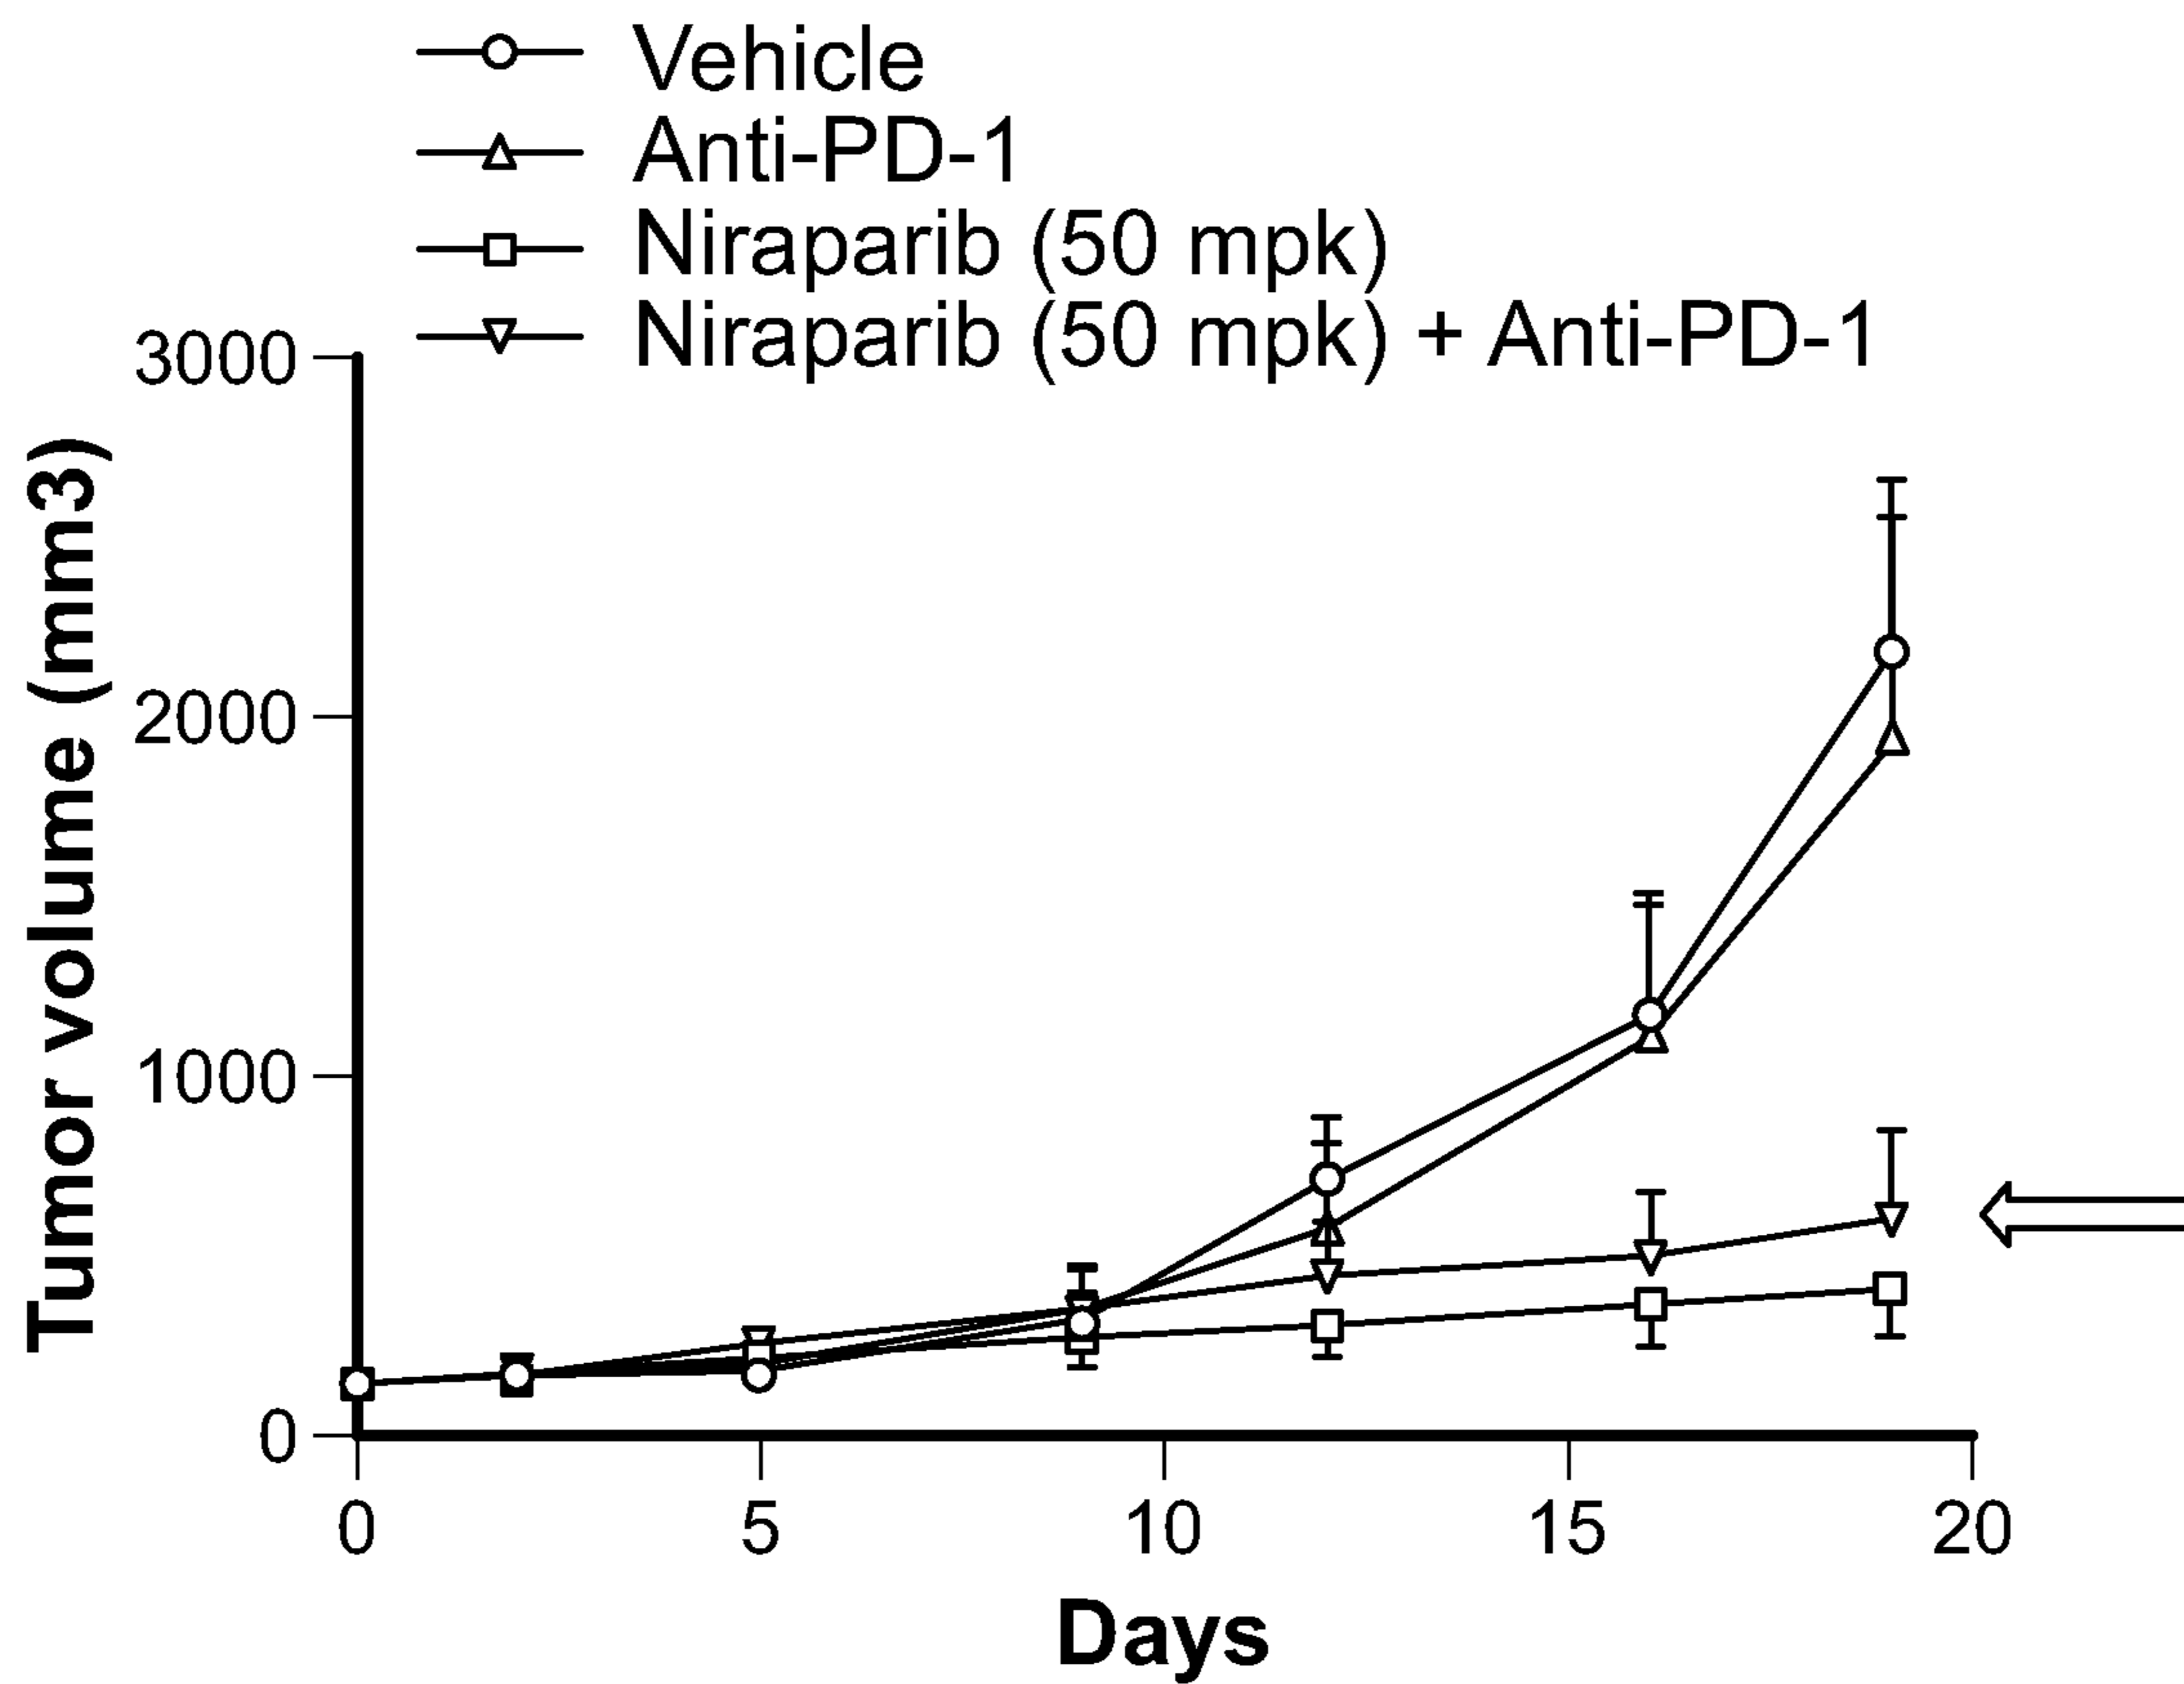 Vehicle
Anti-PD-1
Niraparib (50 mpk)
Niraparib (50 mpk) + Anti-PD-1
Tumor volume (mm3)
3000
2000
1000
0
0 5 10 15 20
Days